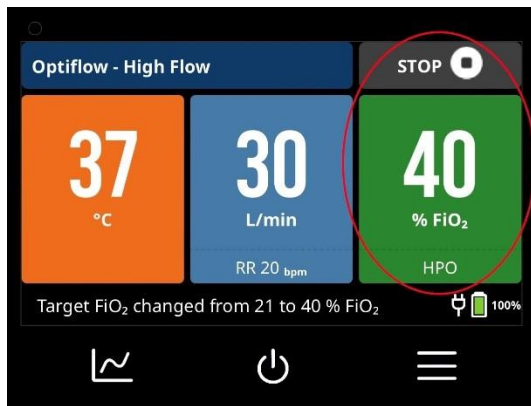 Optiflow - High Flow
STOP
37
°C
30
L/min
RR 20 bpm
40
% FiO₂
HPO
Target FiO₂ changed from 21 to 40 % FiO₂
100%